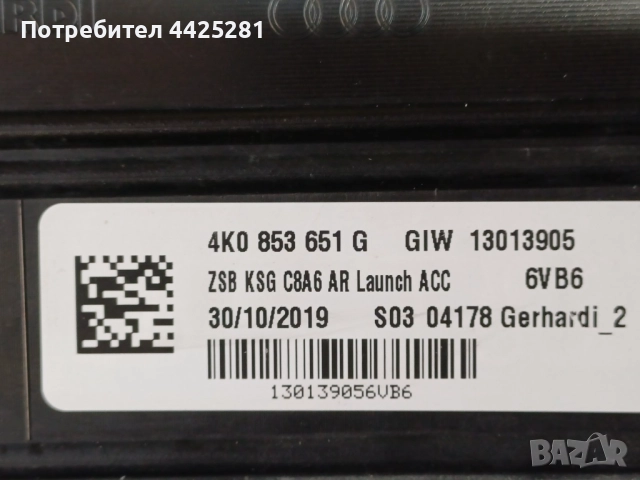 Потребител 4425281
4K0 853 651 G GIW 13013905
ZSB KSG C8A6 AR Launch ACC 6VB6
30/10/2019 S03 04178 Gerhardi_2
130139056VB6
BAZAR